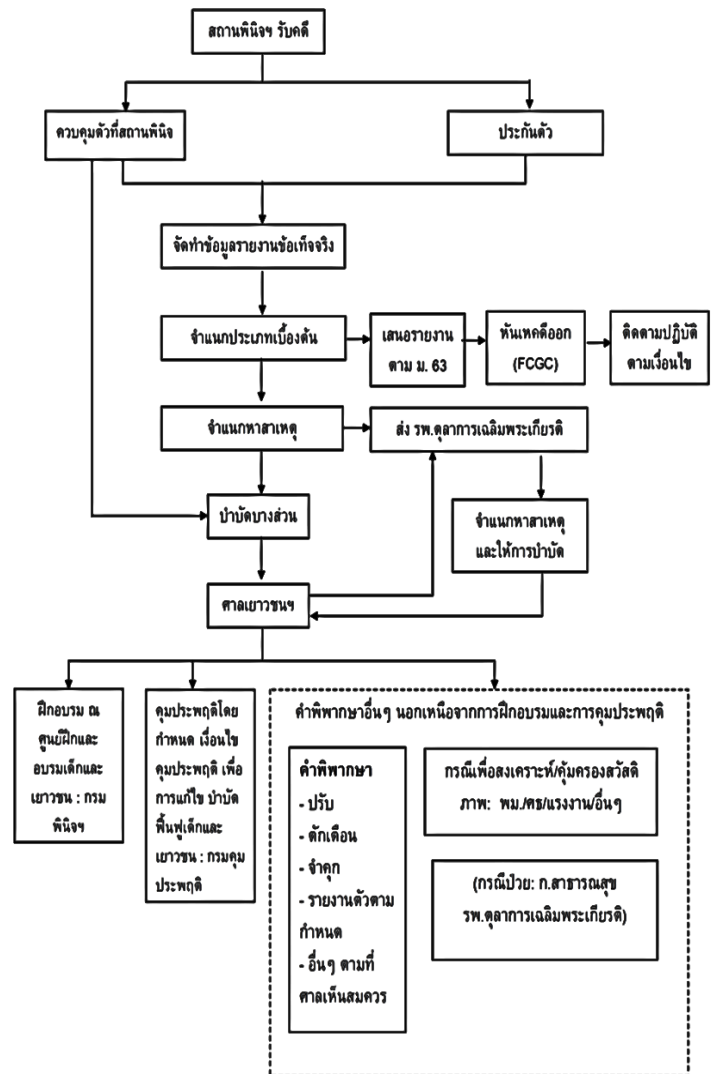 สถานพินิจฯ รับคดี
ควบคุมตัวที่สถานพินิจ
ประกันตัว
จัดทำข้อมูลรายงานข้อเท็จจริง
จำแนกประเภทเบื้องต้น
เสนอรายงาน
ตาม ม. 63
หันเหคดีออก
(FCGC)
ติดตามปฏิบัติ
ตามเงื่อนไข
จำแนกหาสาเหตุ
ส่ง รพ.ตุลาการเฉลิมพระเกียรติ
บำบัดบางส่วน
จำแนกหาสาเหตุ
และให้การบำบัด
ศาลเยาวชนฯ
ฝึกอบรม ณ
ศูนย์ฝึกและ
อบรมเด็กและ
เยาวชน : กรม
พินิจฯ
คุมประพฤติโดย
กำหนด เงื่อนไข
คุมประพฤติ เพื่อ
การแก้ไข บำบัด
ฟื้นฟูเด็กและ
เยาวชน : กรมคุม
ประพฤติ
คำพิพากษาอื่นๆ นอกเหนือจากการฝึกอบรมและการคุมประพฤติ
คำพิพากษา
- ปรับ
- ตักเตือน
- จำคุก
- รายงานตัวตาม
กำหนด
- อื่นๆ ตามที่
ศาลเห็นสมควร
กรณีเพื่อสงเคราะห์/คุ้มครองสวัสดิ
ภาพ: พม./ศธ/แรงงาน/อื่นๆ
(กรณีป่วย: ก.สาธารณสุข
รพ.ตุลาการเฉลิมพระเกียรติ)